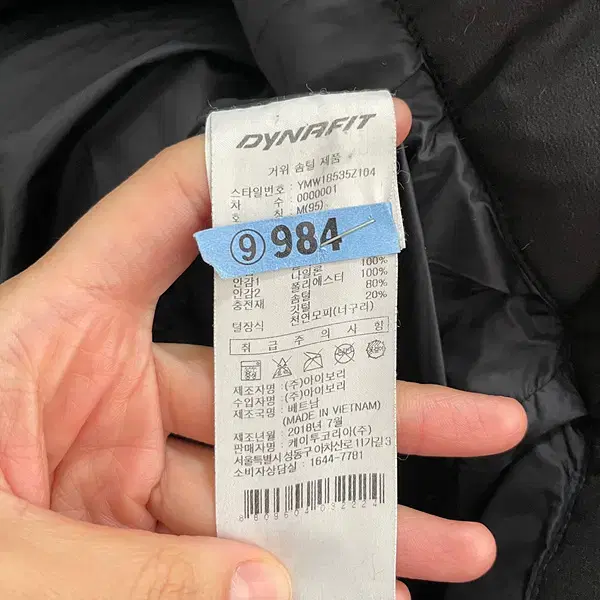 DYNAFIT
거위 솜털 제품
스타일번호 : YMW18535Z104
차 수 : 0000001
호 칭 : M(95)
⑨984
100%
안감1 나일론 100%
안감2 폴리에스터 80%
충전재 솜털 20%
깃털
털장식 천연모피(너구리)
취 급 주 의 사 항
제조자명 : (주)아이보리
수입자명 : (주)아이보리
제조국명 : 베트남
(MADE IN VIETNAM)
제조년월 : 2018년 7월
판매자명 : 케이투코리아(주)
서울특별시성동구 아차산로 11가길 3
소비자상담실 : 1644-7781
8809604032224